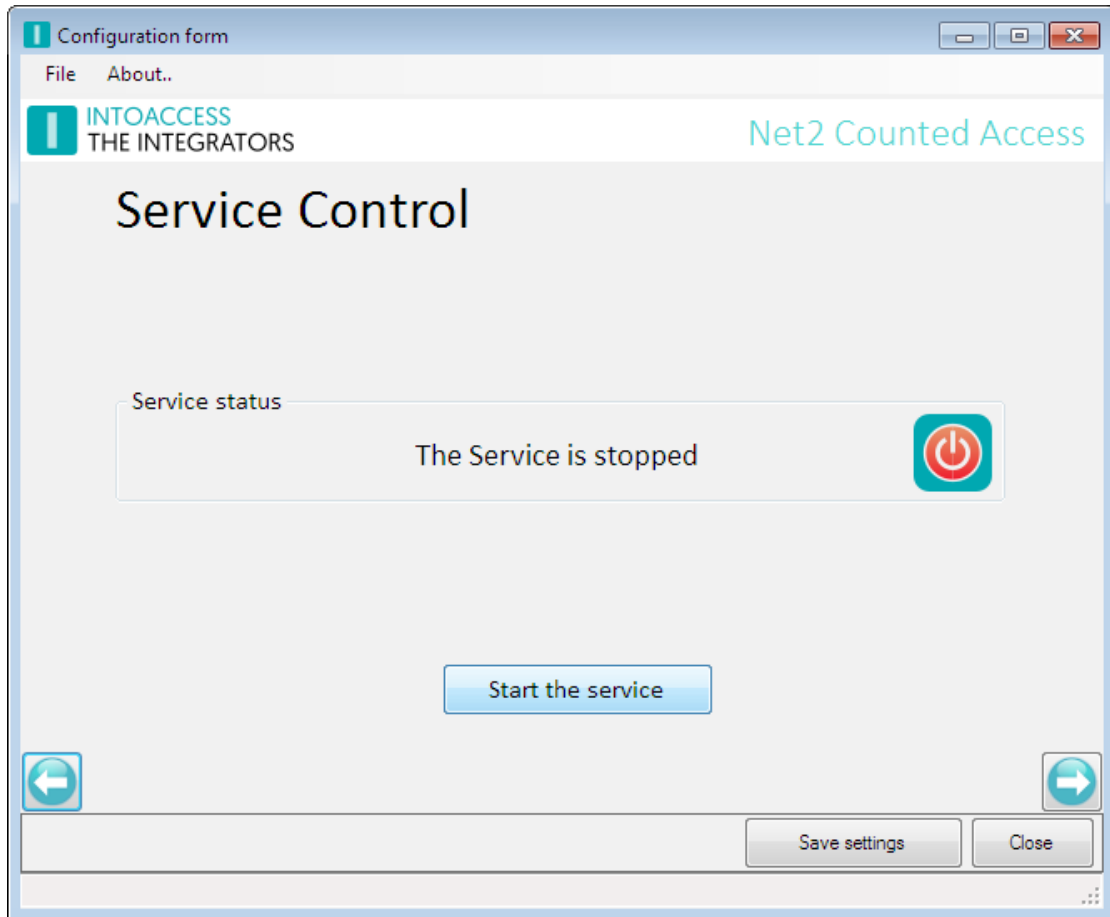 Configuration form
File About..
INTOACCESS
THE INTEGRATORS
Net2 Counted Access
Service Control
Service status
The Service is stopped
Start the service
Save settings Close